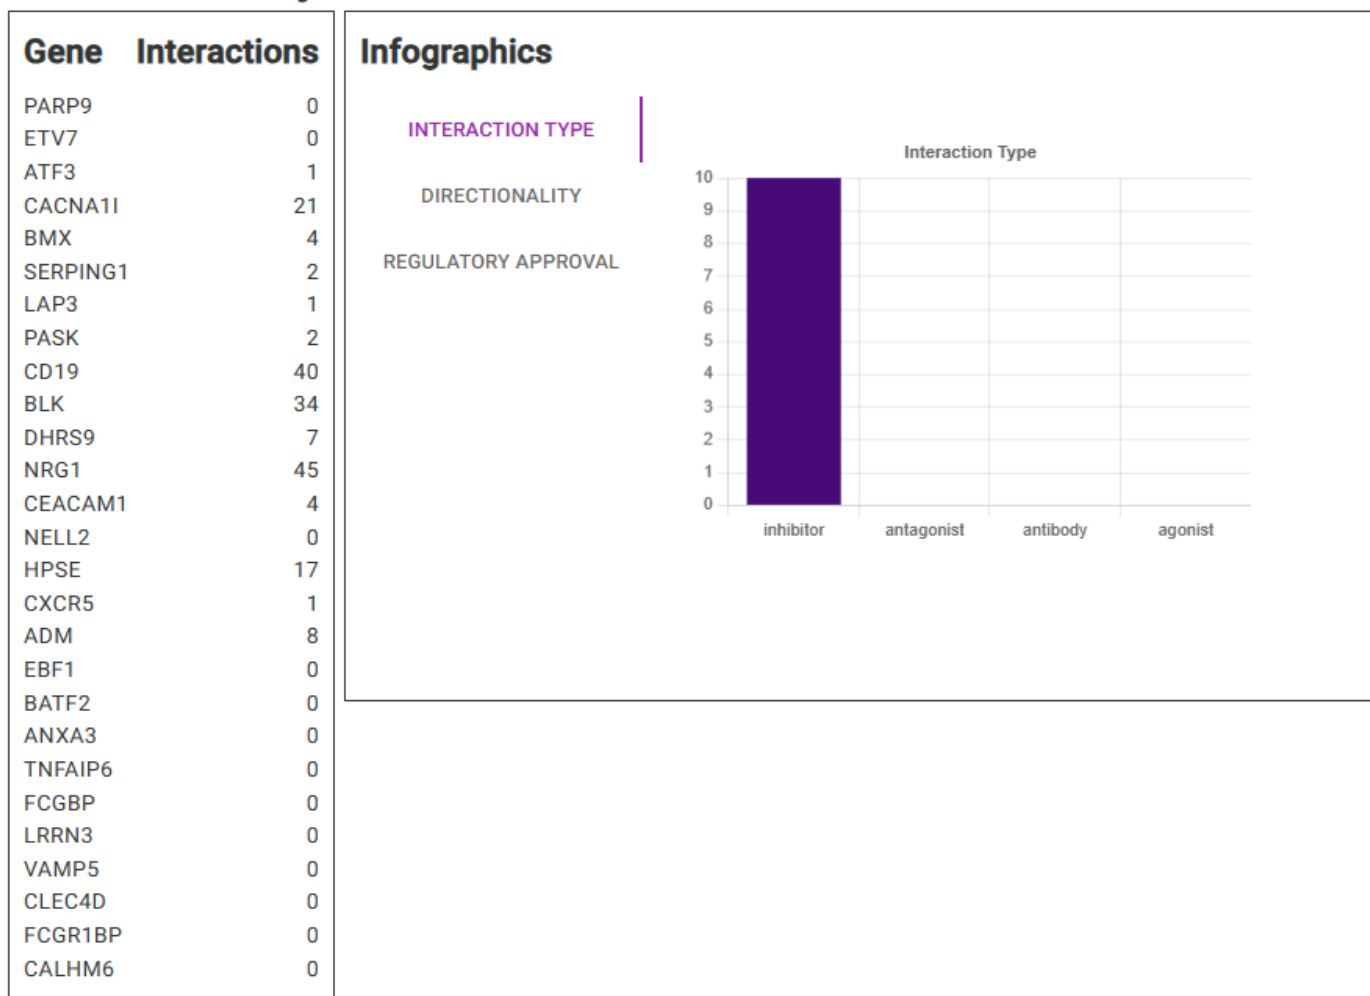 Gene Interactions
PARP9 0
ETV7 0
ATF3 1
CACNA1I 21
BMX 4
SERPING1 2
LAP3 1
PASK 2
CD19 40
BLK 34
DHRS9 7
NRG1 45
CEACAM1 4
NELL2 0
HPSE 17
CXCR5 1
ADM 8
EBF1 0
BATF2 0
ANXA3 0
TNFAIP6 0
FCGBP 0
LRRN3 0
VAMP5 0
CLEC4D 0
FCGR1BP 0
CALHM6 0
Infographics
INTERACTION TYPE
DIRECTIONALITY
REGULATORY APPROVAL
Interaction Type
10
9
8
7
6
5
4
3
2
1
0
inhibitor antagonist antibody agonist